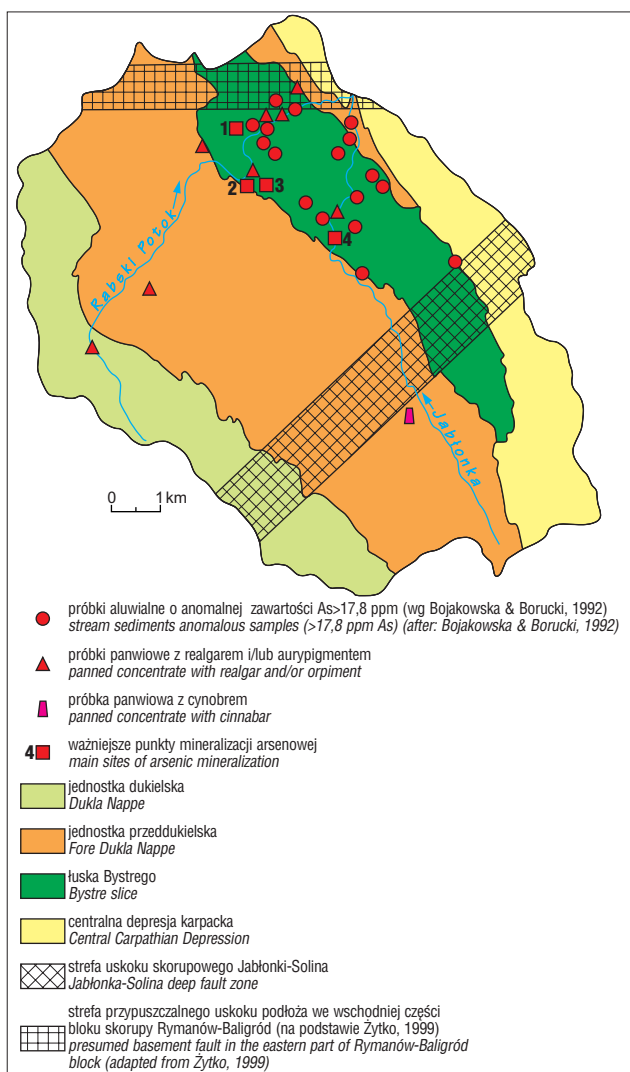 1
2
3
4
Rabski Potok
Jabłonka
0 1 km
próbki aluwialne o anomalnej zawartości As>17,8 ppm (wg Bojakowska & Borucki, 1992)
stream sediments anomalous samples (>17,8 ppm As) (after: Bojakowska & Borucki, 1992)
próbki panwiowe z realgarem i/lub aurypigmentem
panned concentrate with realgar and/or orpiment
próbka panwiowa z cynobrem
panned concentrate with cinnabar
4 ważniejsze punkty mineralizacji arsenowej
main sites of arsenic mineralization
jednostka dukielska
Dukla Nappe
jednostka przeddukielska
Fore Dukla Nappe
łuska Bystrego
Bystre slice
centralna depresja karpacka
Central Carpathian Depression
strefa uskoku skorupowego Jabłonki-Solina
Jabłonka-Solina deep fault zone
strefa przypuszczalnego uskoku podłoża we wschodniej części
bloku skorupy Rymanów-Baligród (na podstawie Żytko, 1999)
presumed basement fault in the eastern part of Rymanów-Baligród
block (adapted from Żytko, 1999)